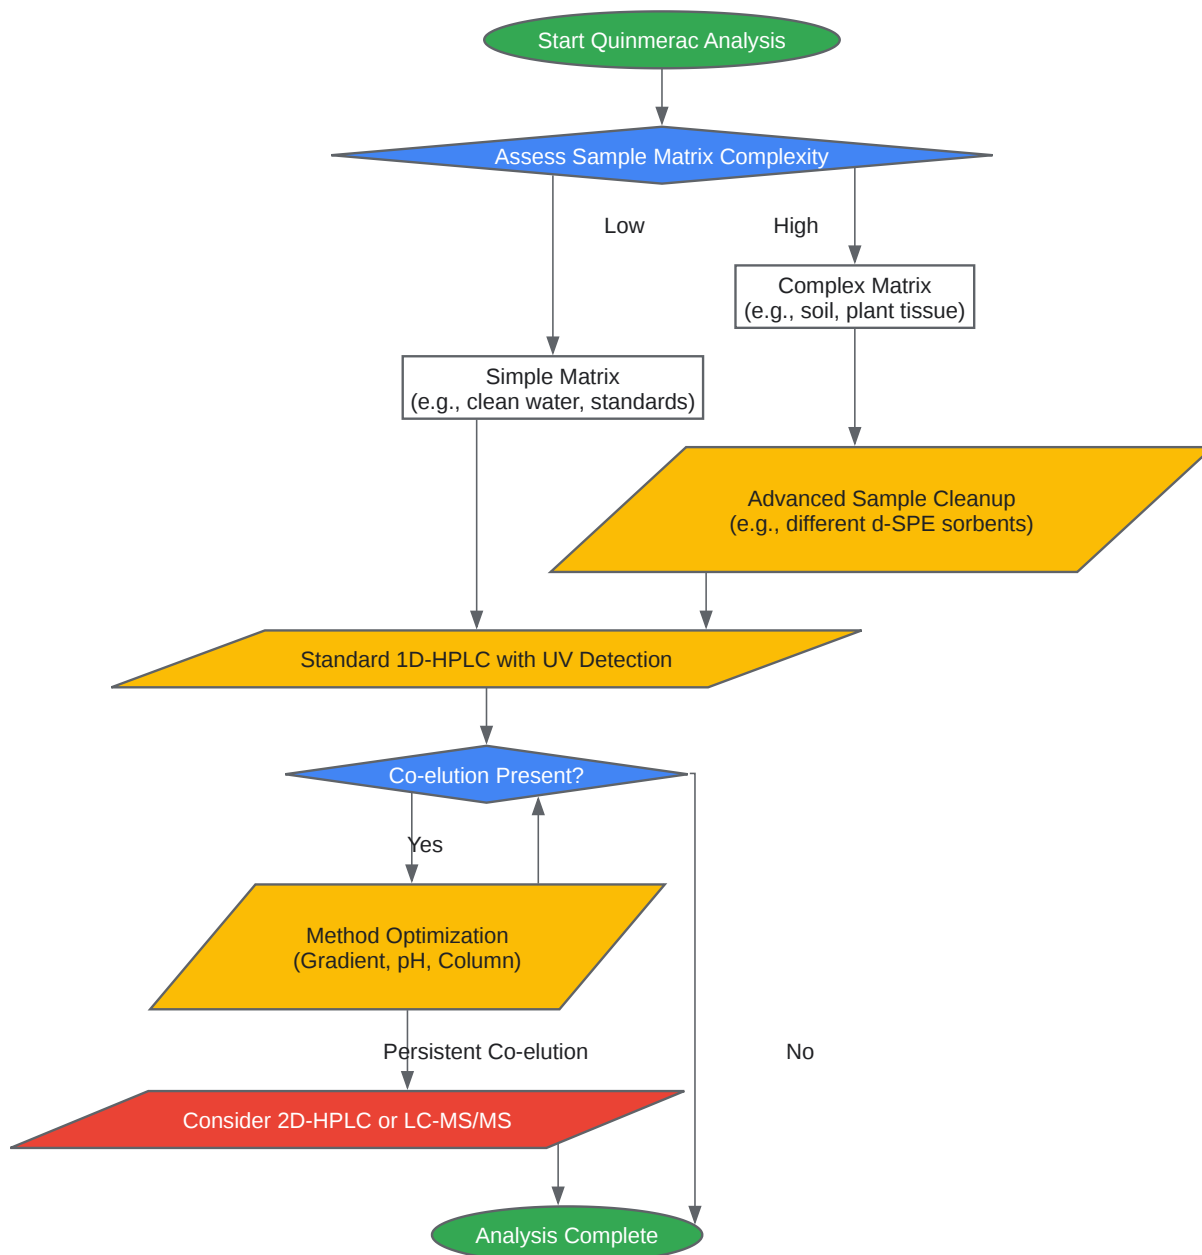 Start Quinmerac Analysis
Assess Sample Matrix Complexity
Low
High
Complex Matrix
(e.g., soil, plant tissue)
Simple Matrix
(e.g., clean water, standards)
Advanced Sample Cleanup
(e.g., different d-SPE sorbents)
Standard 1D-HPLC with UV Detection
Co-elution Present?
Yes
Method Optimization
(Gradient, pH, Column)
Persistent Co-elution
No
Consider 2D-HPLC or LC-MS/MS
Analysis Complete